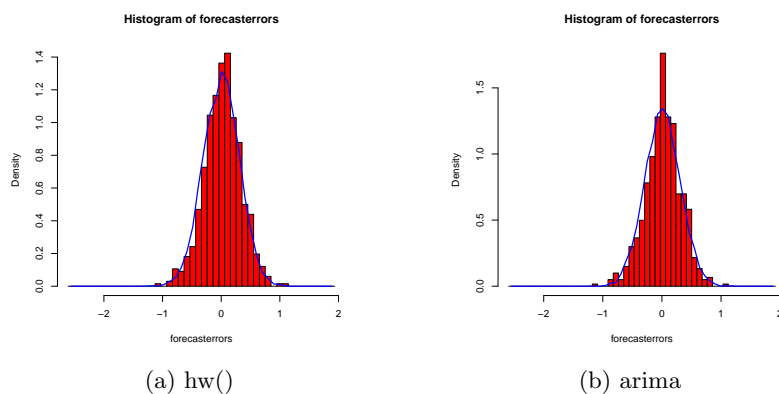 Histogram of forecasterrors
Density
0.0 0.2 0.4 0.6 0.8 1.0 1.2 1.4
−2 −1 0 1 2
forecasterrors
(a) hw()
Histogram of forecasterrors
Density
0.0 0.5 1.0 1.5
−2 −1 0 1 2
forecasterrors
(b) arima